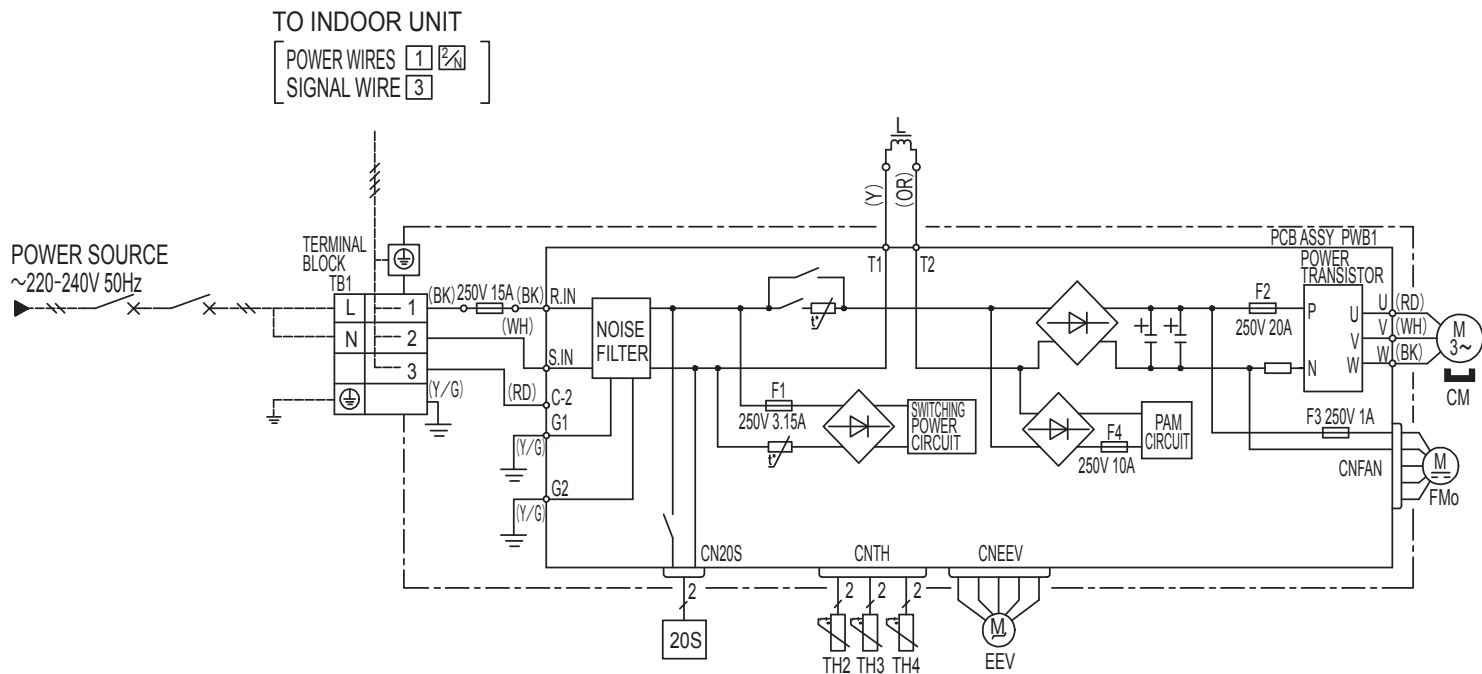 TO INDOOR UNIT
POWER WIRES 1 2/N
SIGNAL WIRE 3
POWER SOURCE
~220-240V 50Hz
TERMINAL
BLOCK
TB1
L 1
N 2
3
(BK) 250V 15A (BK) R.IN
(WH)
S.IN
(Y/G)
(RD)
C-2
G1
(Y/G)
G2
(Y/G)
NOISE
FILTER
L
(Y) (OR)
T1 T2
PCB ASSY PWB1
POWER
TRANSISTOR
t°
F1
250V 3.15A
t°
SWITCHING
POWER
CIRCUIT
+ +
F2
250V 20A
P
N
U
V
W
U (RD)
V (WH)
W (BK)
M
3~
CM
F4
250V 10A
PAM
CIRCUIT
F3 250V 1A
CNFAN
M
FMo
CN20S
CNTH
CNEEV
2
2 2 2
20S
t° t° t°
TH2 TH3 TH4
M
EEV